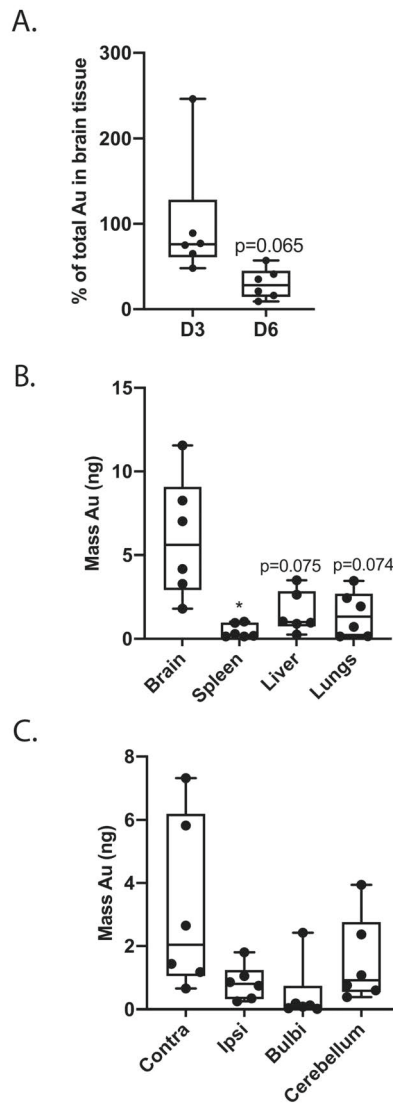 A.
% of total Au in brain tissue
300
200
100
0
p=0.065
D3 D6
B.
Mass Au (ng)
15
10
5
0
* p=0.075 p=0.074
Brain Spleen Liver Lungs
C.
Mass Au (ng)
8
6
4
2
0
Contra Ipsi Bulbi Cerebellum